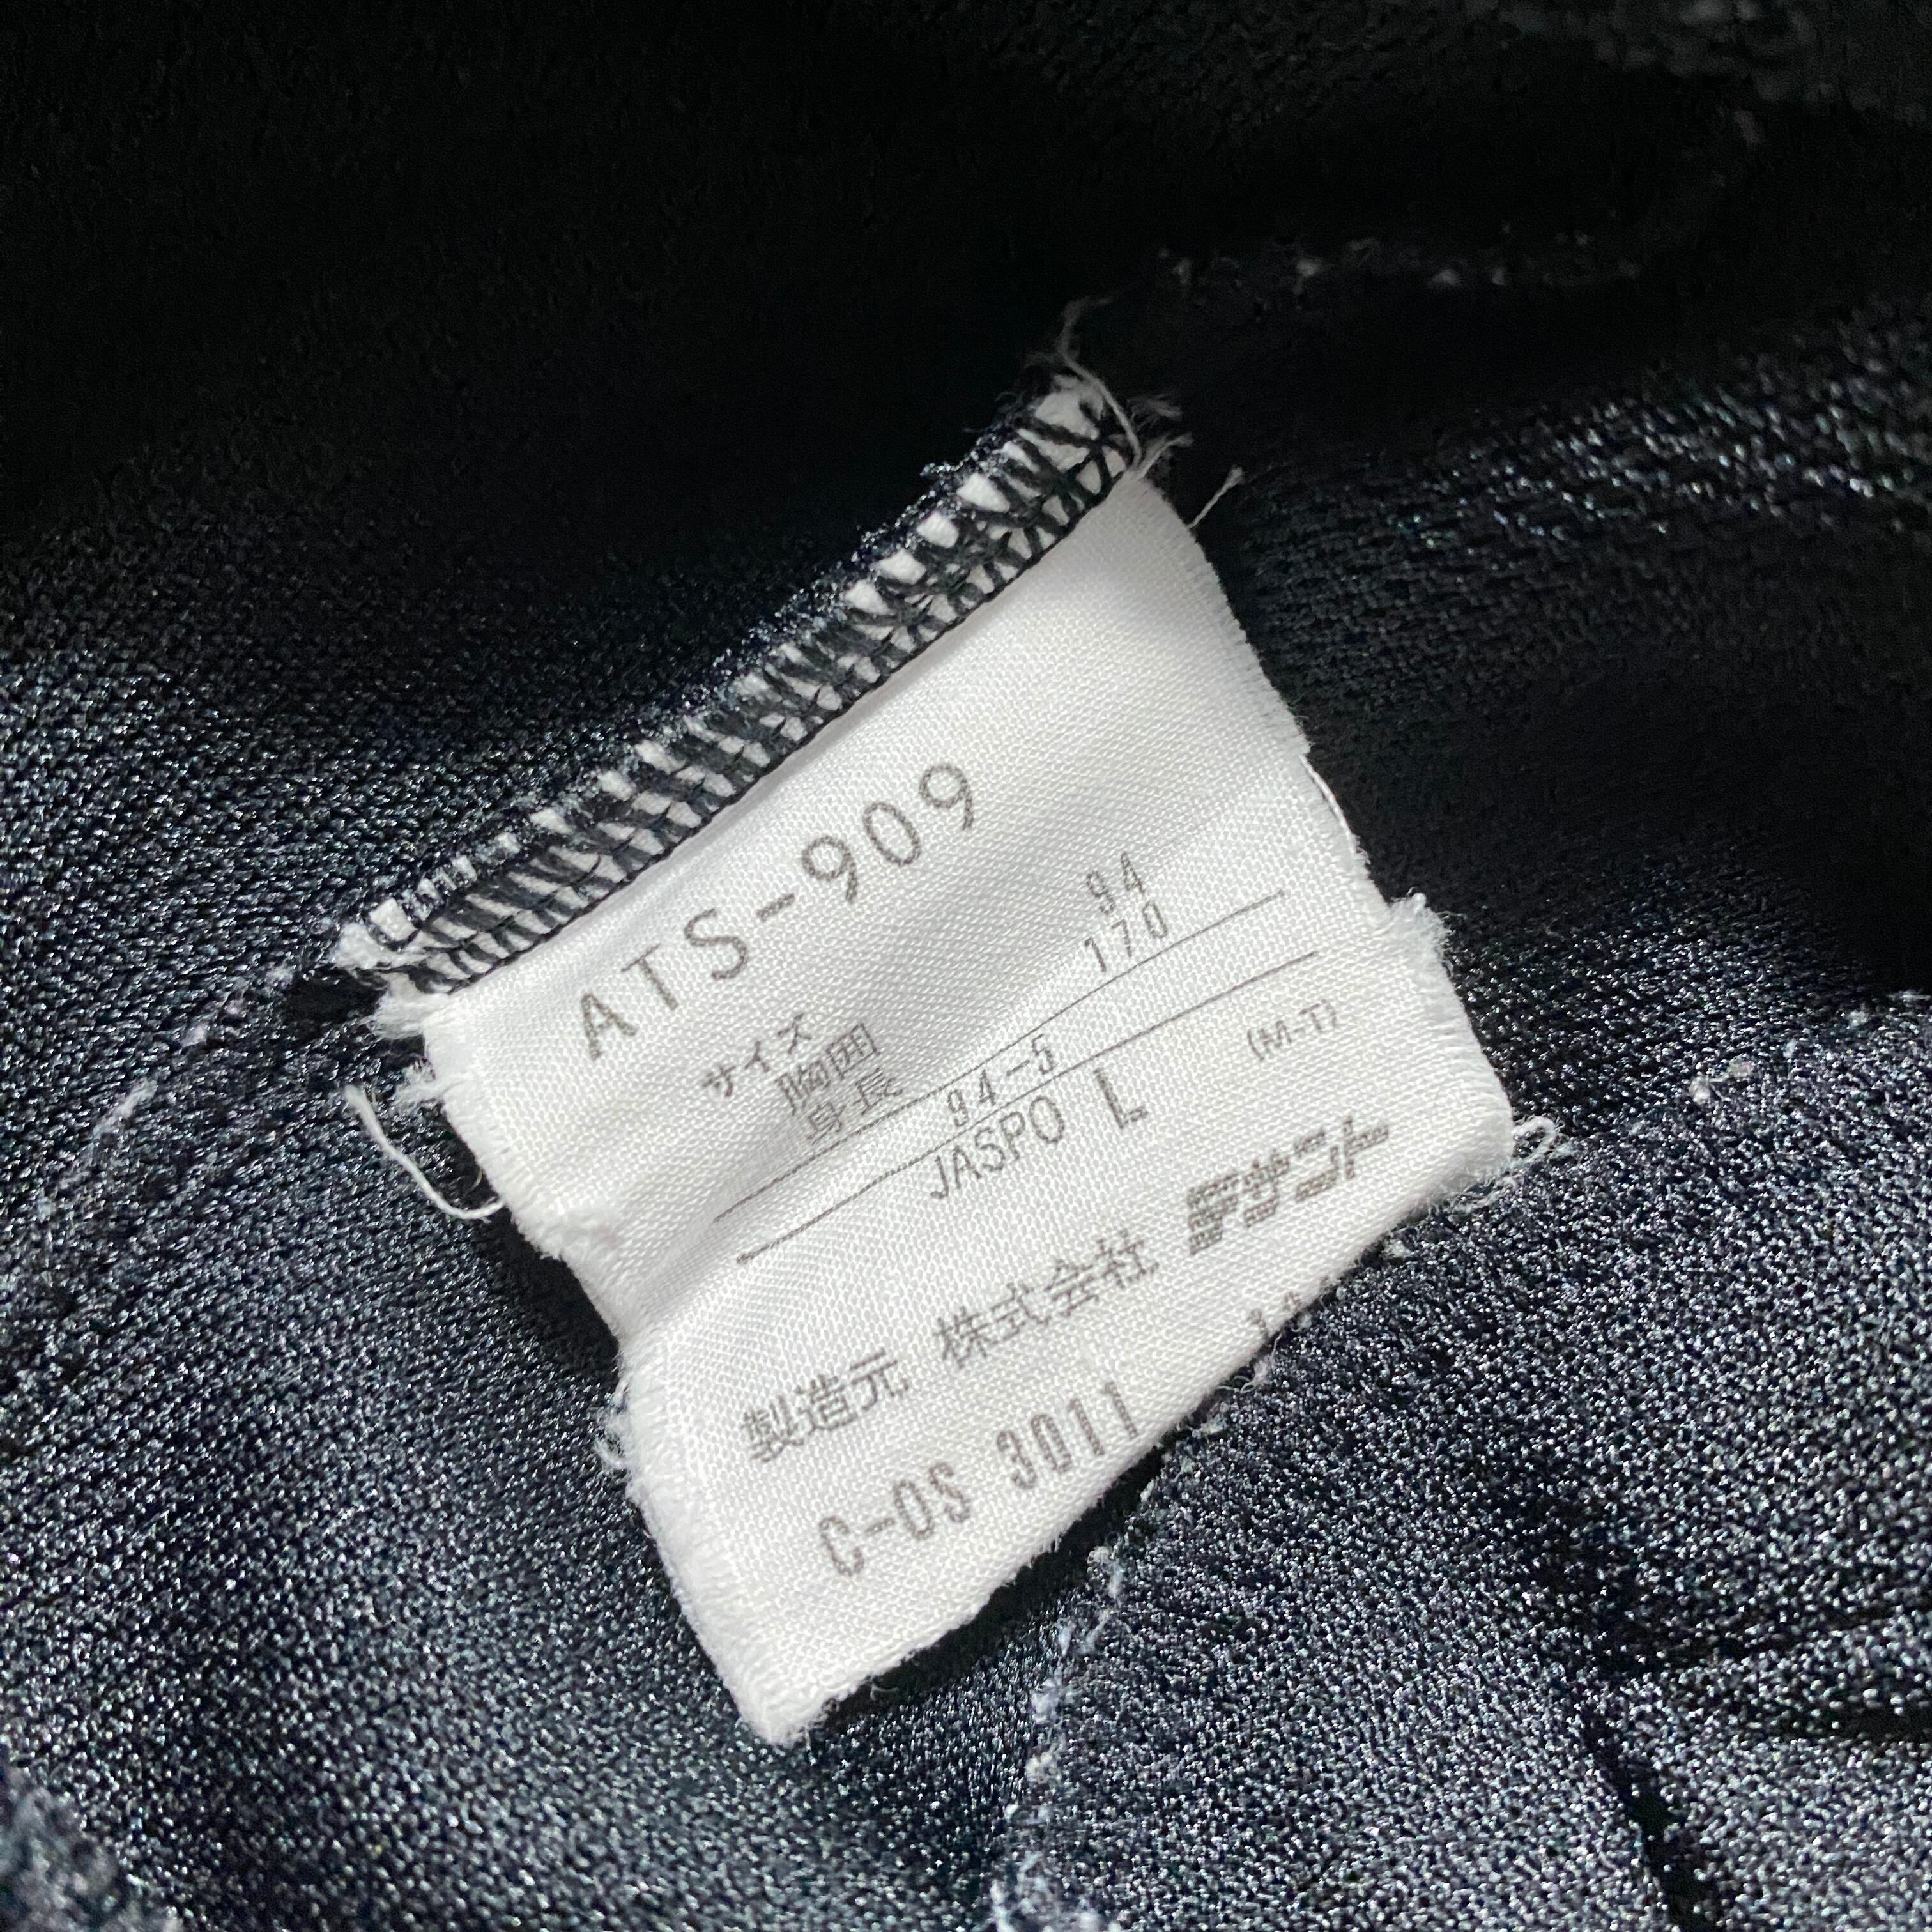 ATS-909
サイズ
胸囲 94
身長 170
94-5
JASPO L (M-T)
製造元 株式会社 デサント
C-OS 3011